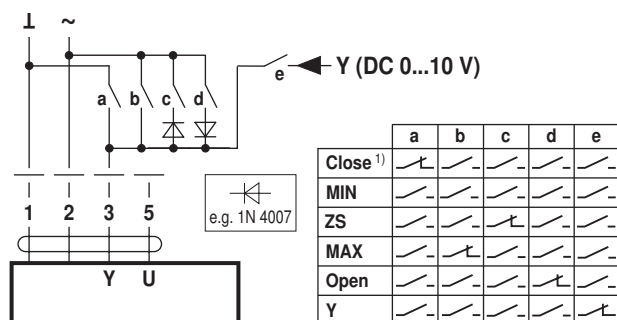 ⊥ ~
a b c d e
Y (DC 0...10 V)
1 2 3 5
Y U
e.g. 1N 4007
a b c d e
Close 1)
MIN
ZS
MAX
Open
Y